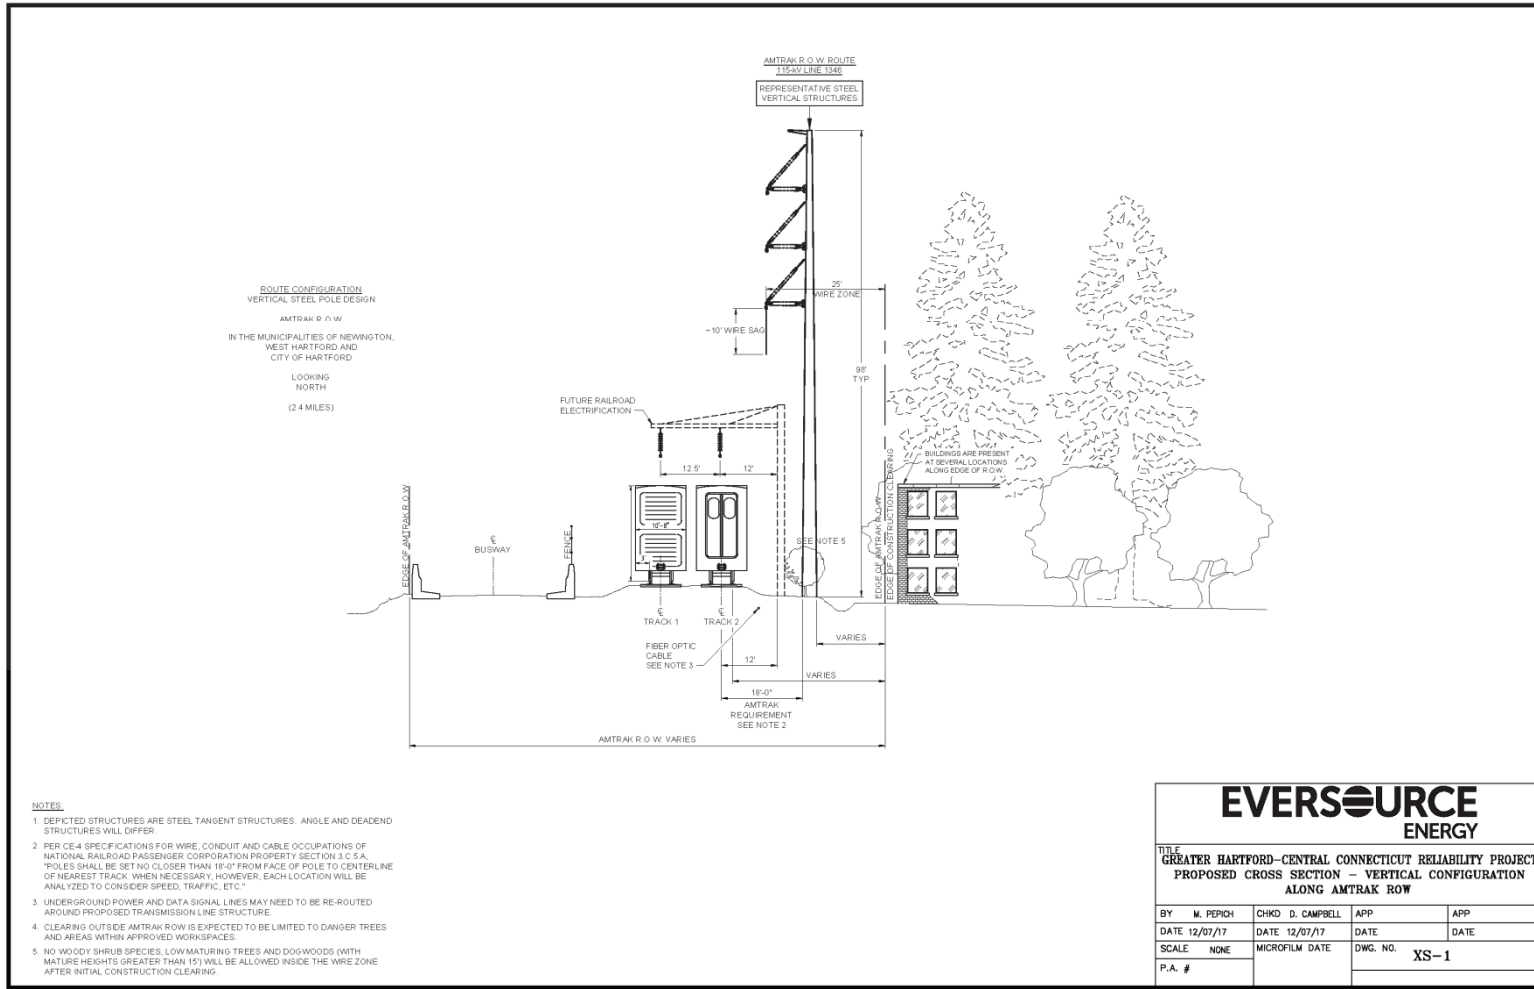 AMTRAK R.O.W. ROUTE
115-kV LINE 1346
REPRESENTATIVE STEEL
VERTICAL STRUCTURES
25'
WIRE ZONE
~10' WIRE SAG
98'
TYP
ROUTE CONFIGURATION
VERTICAL STEEL POLE DESIGN
AMTRAK R.O.W.
IN THE MUNICIPALITIES OF NEWINGTON,
WEST HARTFORD AND
CITY OF HARTFORD
LOOKING
NORTH
(2.4 MILES)
FUTURE RAILROAD
ELECTRIFICATION
12.5'
12'
BUILDINGS ARE PRESENT
AT SEVERAL LOCATIONS
ALONG EDGE OF R.O.W.
EDGE OF AMTRAK R.O.W
℄
BUSWAY
FENCE
10'-8"
5'
SEE NOTE 5
EDGE OF AMTRAK R.O.W
EDGE OF CONSTRUCTION CLEARING
℄
TRACK 1
℄
TRACK 2
FIBER OPTIC
CABLE
SEE NOTE 3
VARIES
12'
VARIES
18'-0"
AMTRAK
REQUIREMENT
SEE NOTE 2
AMTRAK R.O.W. VARIES
NOTES:
1. DEPICTED STRUCTURES ARE STEEL TANGENT STRUCTURES. ANGLE AND DEADEND
STRUCTURES WILL DIFFER.
2. PER CE-4 SPECIFICATIONS FOR WIRE, CONDUIT AND CABLE OCCUPATIONS OF
NATIONAL RAILROAD PASSENGER CORPORATION PROPERTY SECTION 3.C.5.A,
"POLES SHALL BE SET NO CLOSER THAN 18'-0" FROM FACE OF POLE TO CENTERLINE
OF NEAREST TRACK. WHEN NECESSARY, HOWEVER, EACH LOCATION WILL BE
ANALYZED TO CONSIDER SPEED, TRAFFIC, ETC."
3. UNDERGROUND POWER AND DATA SIGNAL LINES MAY NEED TO BE RE-ROUTED
AROUND PROPOSED TRANSMISSION LINE STRUCTURE.
4. CLEARING OUTSIDE AMTRAK ROW IS EXPECTED TO BE LIMITED TO DANGER TREES
AND AREAS WITHIN APPROVED WORKSPACES.
5. NO WOODY SHRUB SPECIES, LOW MATURING TREES AND DOGWOODS (WITH
MATURE HEIGHTS GREATER THAN 15') WILL BE ALLOWED INSIDE THE WIRE ZONE
AFTER INITIAL CONSTRUCTION CLEARING.
EVERSOURCE
ENERGY
TITLE
GREATER HARTFORD-CENTRAL CONNECTICUT RELIABILITY PROJECT
PROPOSED CROSS SECTION - VERTICAL CONFIGURATION
ALONG AMTRAK ROW
BY M. PEPICH CHKD D. CAMPBELL APP APP
DATE 12/07/17 DATE 12/07/17 DATE DATE
SCALE NONE MICROFILM DATE DWG. NO. XS-1
P.A. #